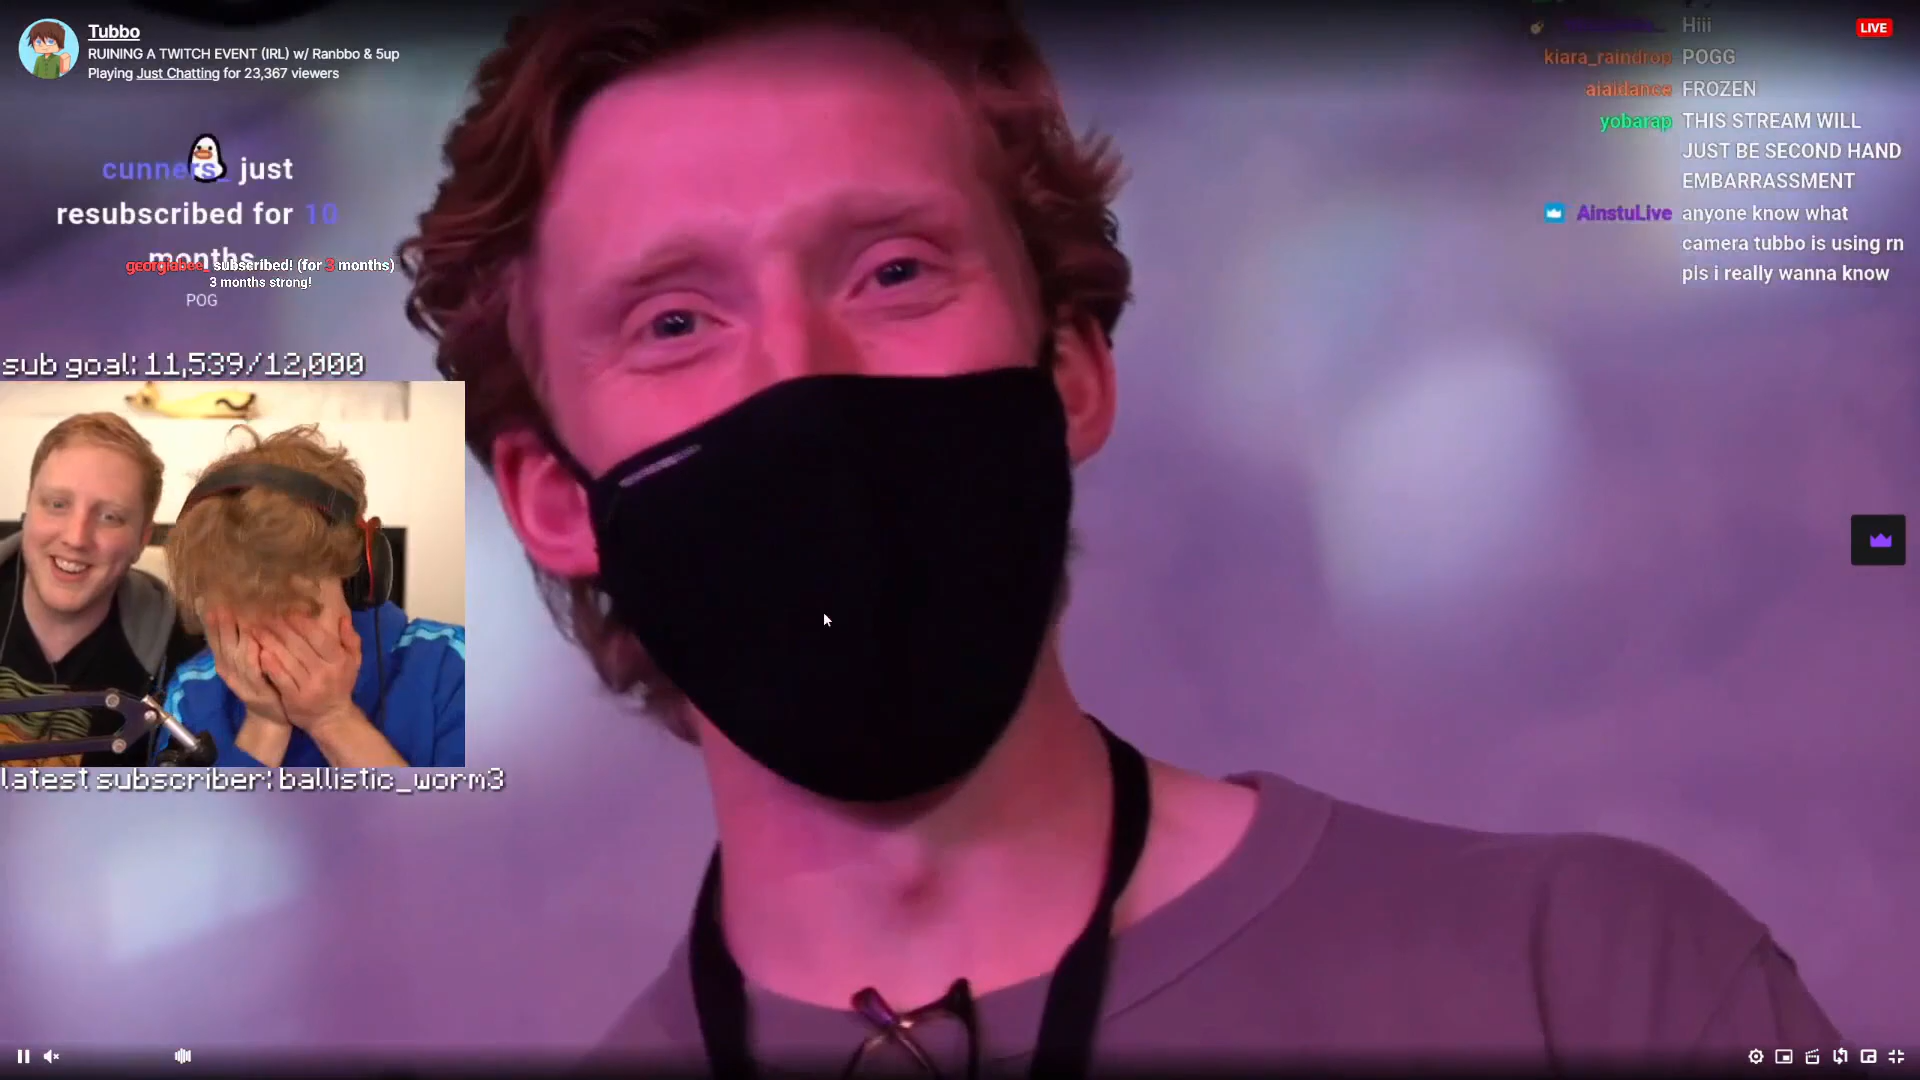 Tubbo
RUINING A TWITCH EVENT (IRL) w/ Ranbbo & 5up
Playing Just Chatting for 23,367 viewers
cunners_ just
resubscribed for 10
months
georgiabee_ subscribed! (for 3 months)
3 months strong!
POG
sub goal: 11,539/12,000
latest subscriber: ballistic_worm3
LIVE
Hiii
kiara_raindrop POGG
aiaidance FROZEN
yobarap THIS STREAM WILL
JUST BE SECOND HAND
EMBARRASSMENT
AinstuLive anyone know what
camera tubbo is using rn
pls i really wanna know